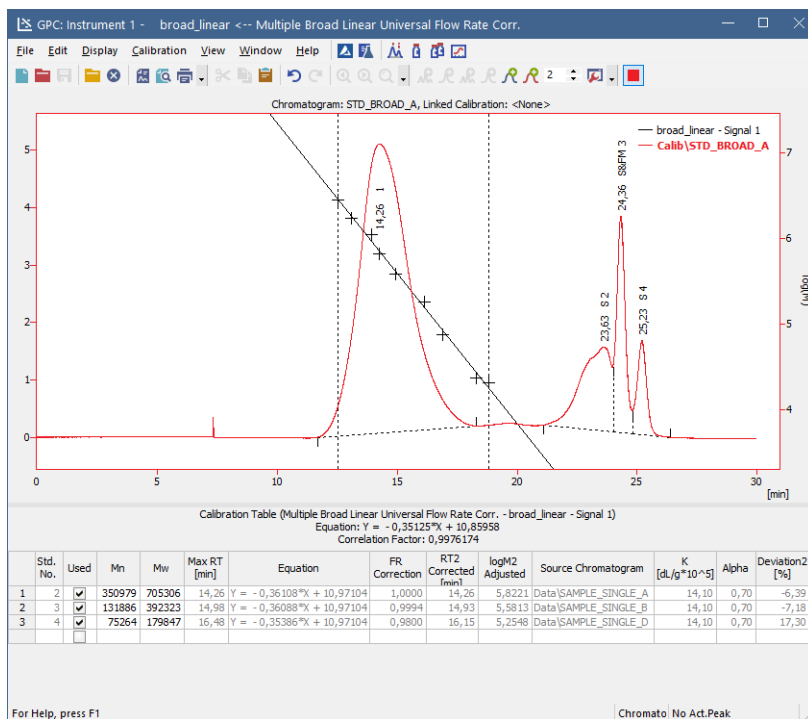 GPC: Instrument 1 - broad_linear <-- Multiple Broad Linear Universal Flow Rate Corr.
File Edit Display Calibration View Window Help
2
Chromatogram: STD_BROAD_A, Linked Calibration: <None>
broad_linear - Signal 1
Calib\STD_BROAD_A
5
4
3
2
1
0
7
6
5
4
log(M)
14,26 1
23,63 S 2
24,36 S&FM 3
25,23 S 4
0 5 10 15 20 25 30
[min]
Calibration Table (Multiple Broad Linear Universal Flow Rate Corr. - broad_linear - Signal 1)
Equation: Y = - 0,35125*X + 10,85958
Correlation Factor: 0,9976174
Std. No. Used Mn Mw Max RT [min] Equation FR Correction RT2 Corrected [min] logM2 Adjusted Source Chromatogram K [dL/g*10^5] Alpha Deviation2 [%]
1 2 350979 705306 14,26 Y = - 0,36108*X + 10,97104 1,0000 14,26 5,8221 Data\SAMPLE_SINGLE_A 14,10 0,70 -6,39
2 3 131886 392323 14,98 Y = - 0,36088*X + 10,97104 0,9994 14,93 5,5813 Data\SAMPLE_SINGLE_B 14,10 0,70 -7,18
3 4 75264 179847 16,48 Y = - 0,35386*X + 10,97104 0,9800 16,15 5,2548 Data\SAMPLE_SINGLE_D 14,10 0,70 17,30
For Help, press F1
Chromato No Act.Peak